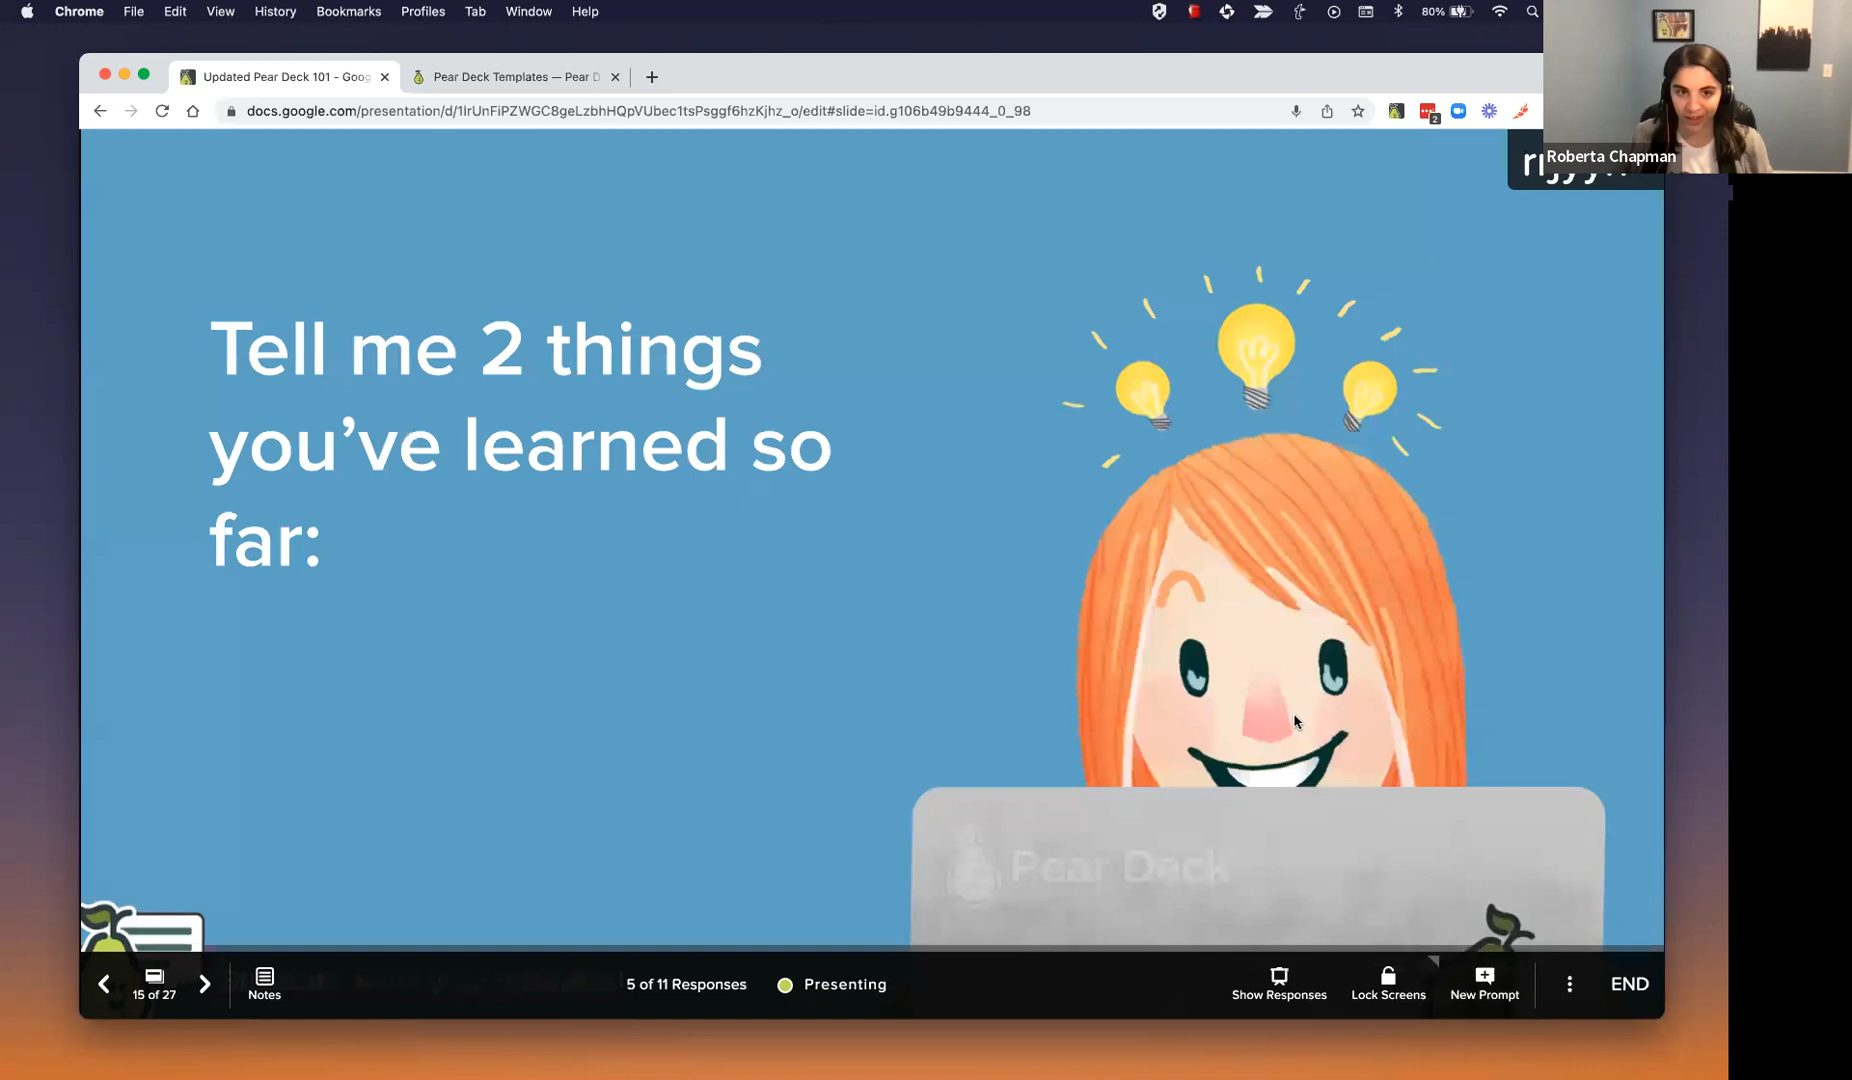 Chrome File Edit View History Bookmarks Profiles Tab Window Help 80%
Updated Pear Deck 101 - Goog
Pear Deck Templates — Pear D
docs.google.com/presentation/d/1IrUnFiPZWGC8geLzbhHQpVUbec1tsPsggf6hzKjhz_o/edit#slide=id.g106b49b9444_0_98
2
Roberta Chapman
Tell me 2 things
you've learned so
far:
Pear Deck
15 of 27
Notes
5 of 11 Responses
Presenting
Show Responses
Lock Screens
New Prompt
END